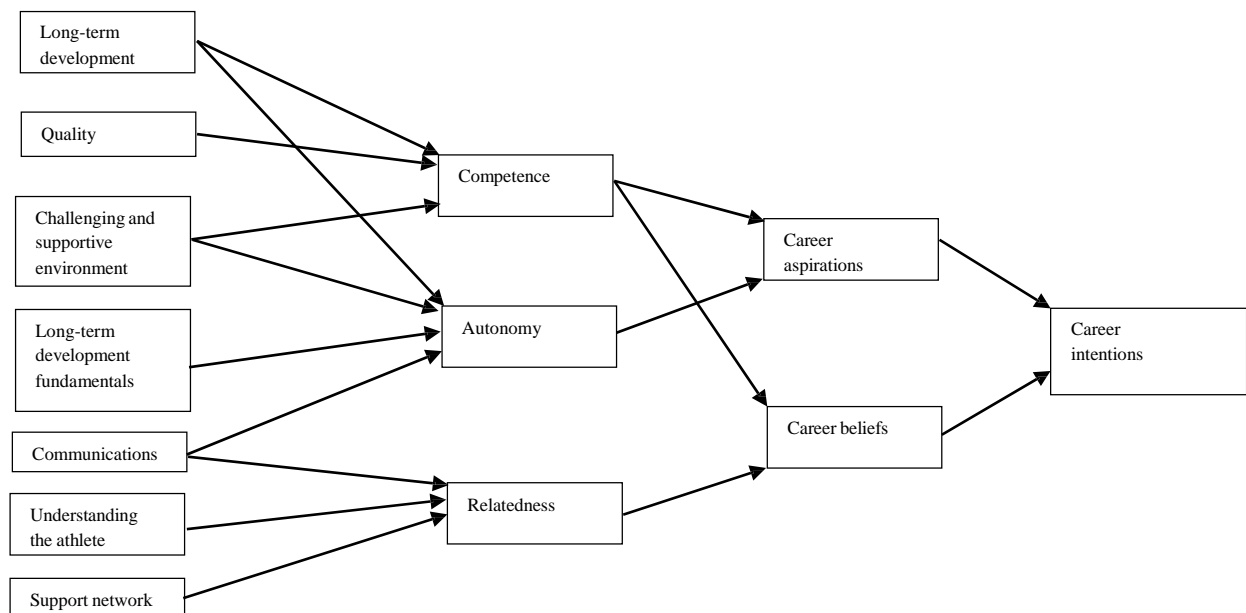 Long-term
development
Quality
Challenging and
supportive
environment
Long-term
development
fundamentals
Communications
Understanding
the athlete
Support network
Competence
Autonomy
Relatedness
Career
aspirations
Career beliefs
Career
intentions